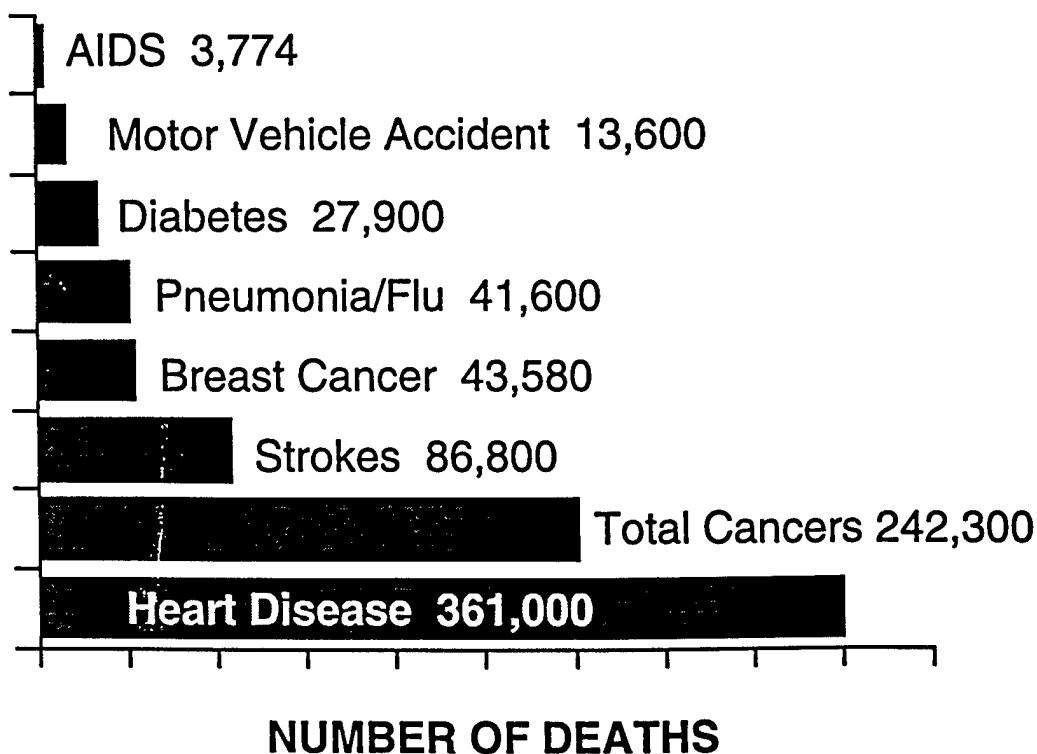 AIDS 3,774
Motor Vehicle Accident 13,600
Diabetes 27,900
Pneumonia/Flu 41,600
Breast Cancer 43,580
Strokes 86,800
Total Cancers 242,300
Heart Disease 361,000
NUMBER OF DEATHS